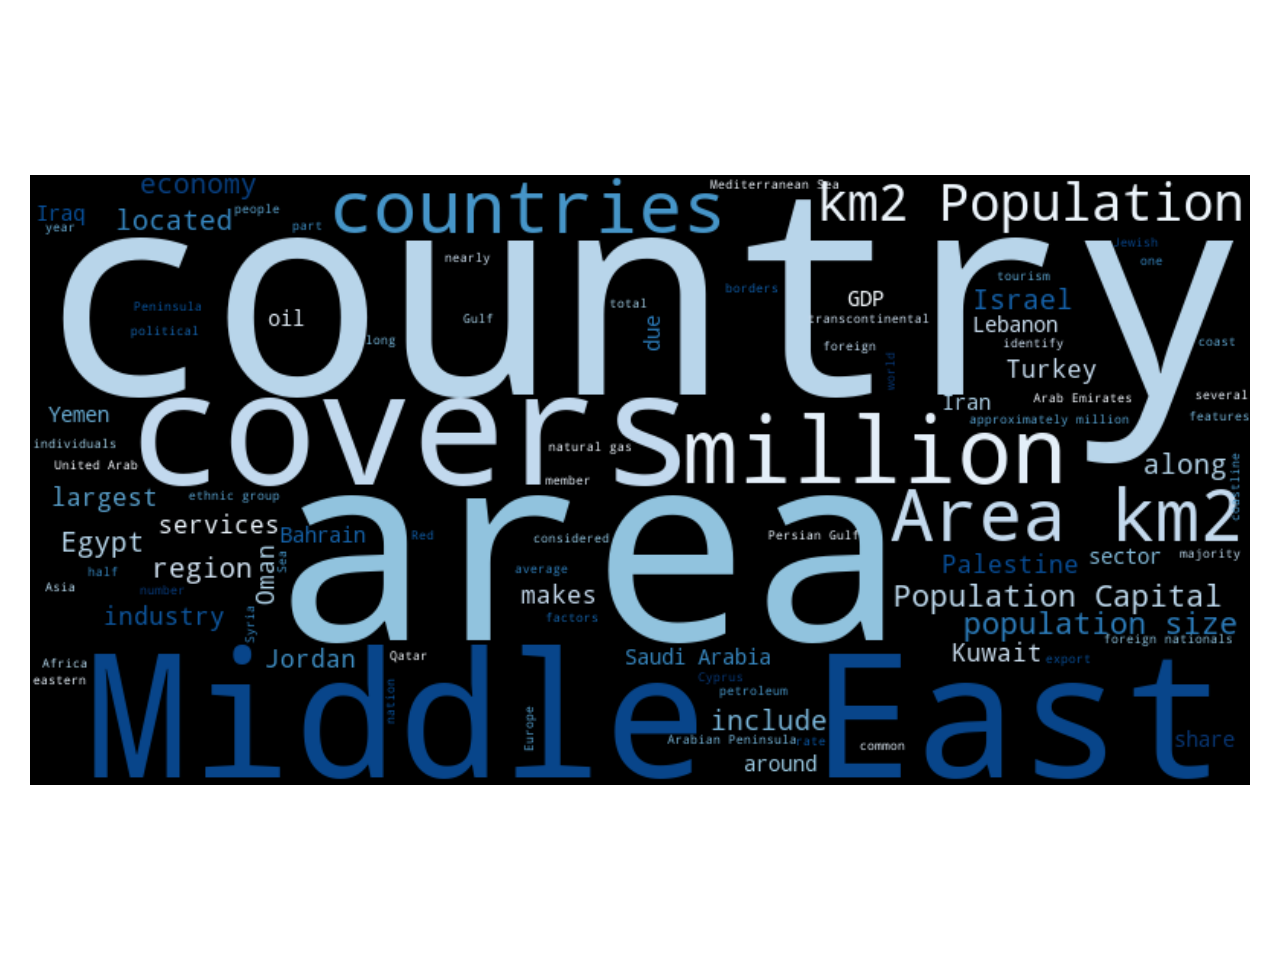 economy
Mediterranean Sea
countries
km2 Population
Iraq
located
people
year
part
country
Jewish
nearly
one
tourism
borders
Peninsula
oil
total
GDP
Israel
Gulf
transcontinental
Lebanon
political
due
long
foreign
identify
coast
world
Turkey
covers
Iran
Arab Emirates
several
Yemen
approximately million
features
individuals
natural gas
million
United Arab
along
member
coastline
largest
ethnic group
area
Area km2
services
Egypt
Bahrain
Red
considered
Persian Gulf
majority
Sea
sector
region
Oman
half
average
Palestine
Asia
number
makes
Population Capital
industry
factors
Syria
population size
foreign nationals
Middle East
Jordan
Qatar
Saudi Arabia
Kuwait
export
Africa
eastern
Cyprus
nation
petroleum
Europe
include
Arabian Peninsula
rate
common
share
around